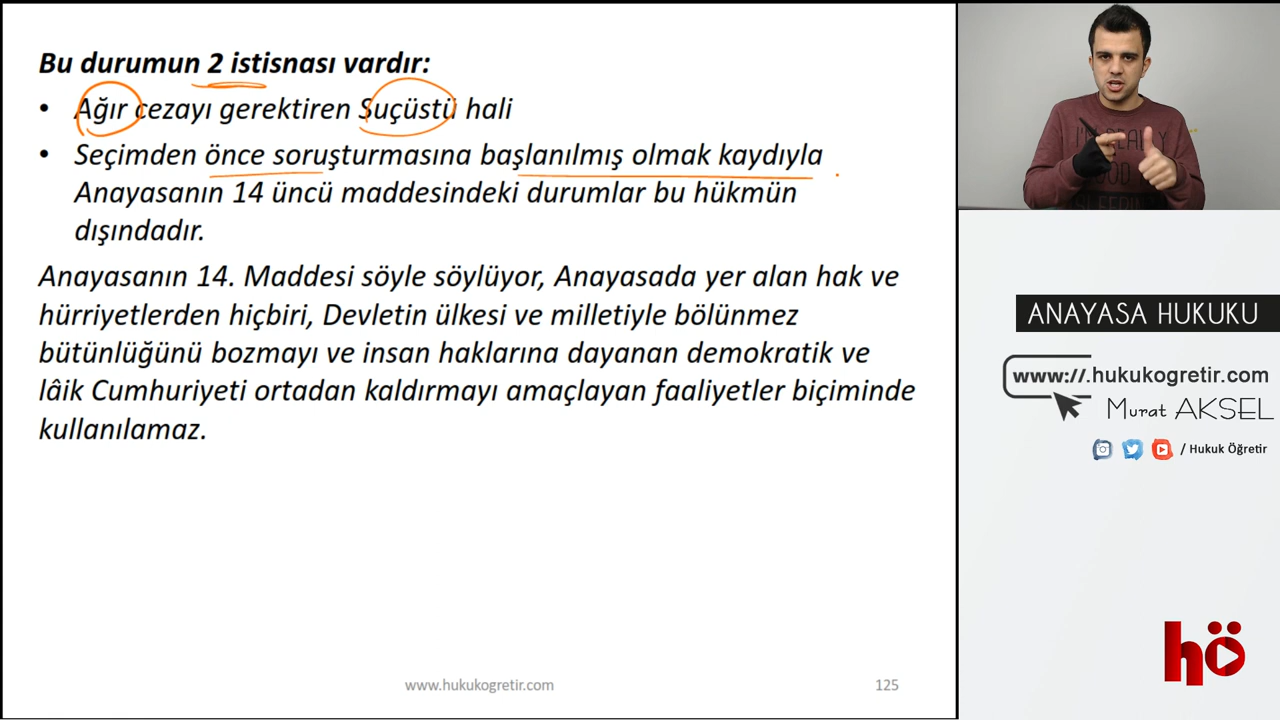 Bu durumun 2 istisnası vardır:
• Ağır cezayı gerektiren Suçüstü hali
• Seçimden önce soruşturmasına başlanılmış olmak kaydıyla
Anayasanın 14 üncü maddesindeki durumlar bu hükmün
dışındadır.
Anayasanın 14. Maddesi söyle söylüyor, Anayasada yer alan hak ve
hürriyetlerden hiçbiri, Devletin ülkesi ve milletiyle bölünmez
bütünlüğünü bozmayı ve insan haklarına dayanan demokratik ve
lâik Cumhuriyeti ortadan kaldırmayı amaçlayan faaliyetler biçiminde
kullanılamaz.
www.hukukogretir.com
125
ANAYASA HUKUKU
www://.hukukogretir.com
Murat AKSEL
/ Hukuk Öğretir
hö